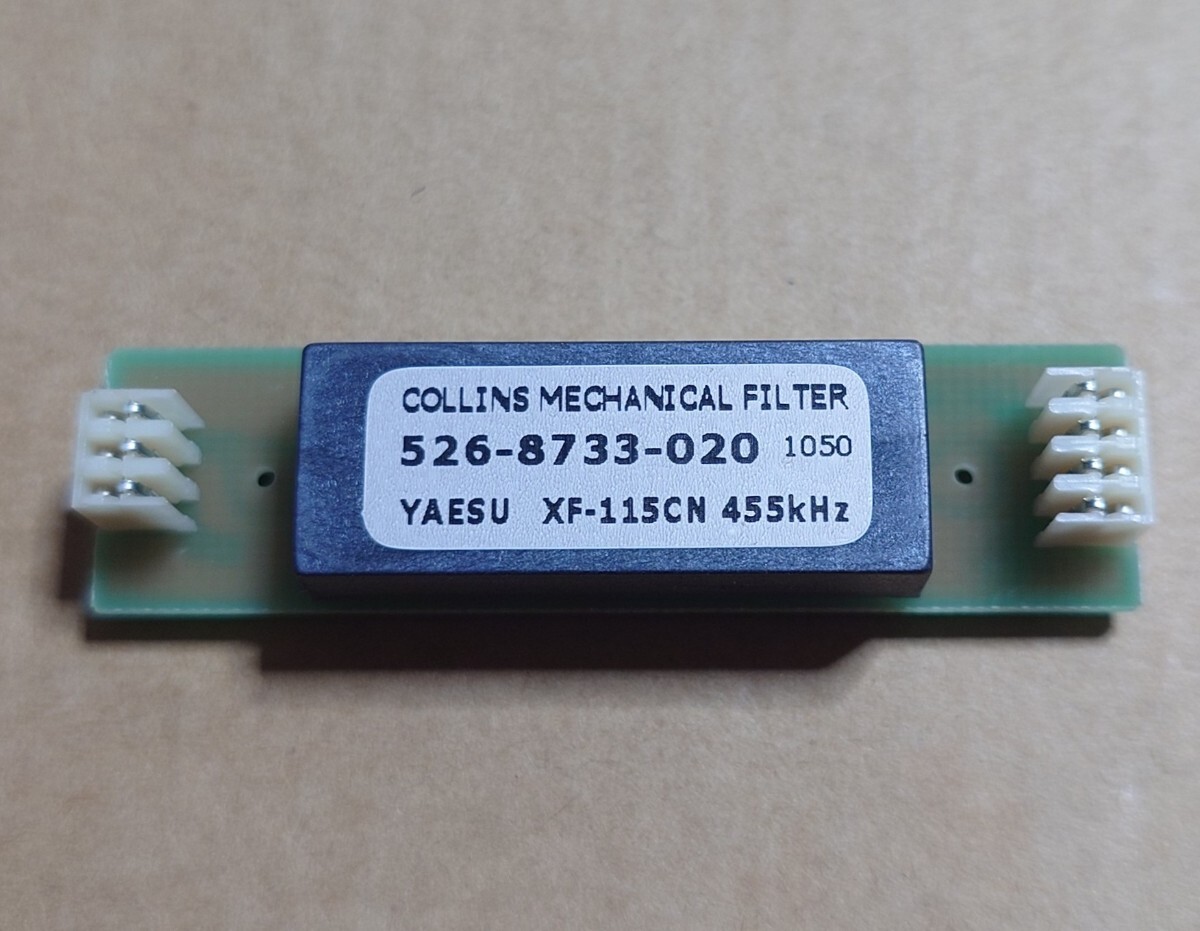 COLLINS MECHANICAL FILTER
526-8733-020 1050
YAESU XF-115CN 455kHz